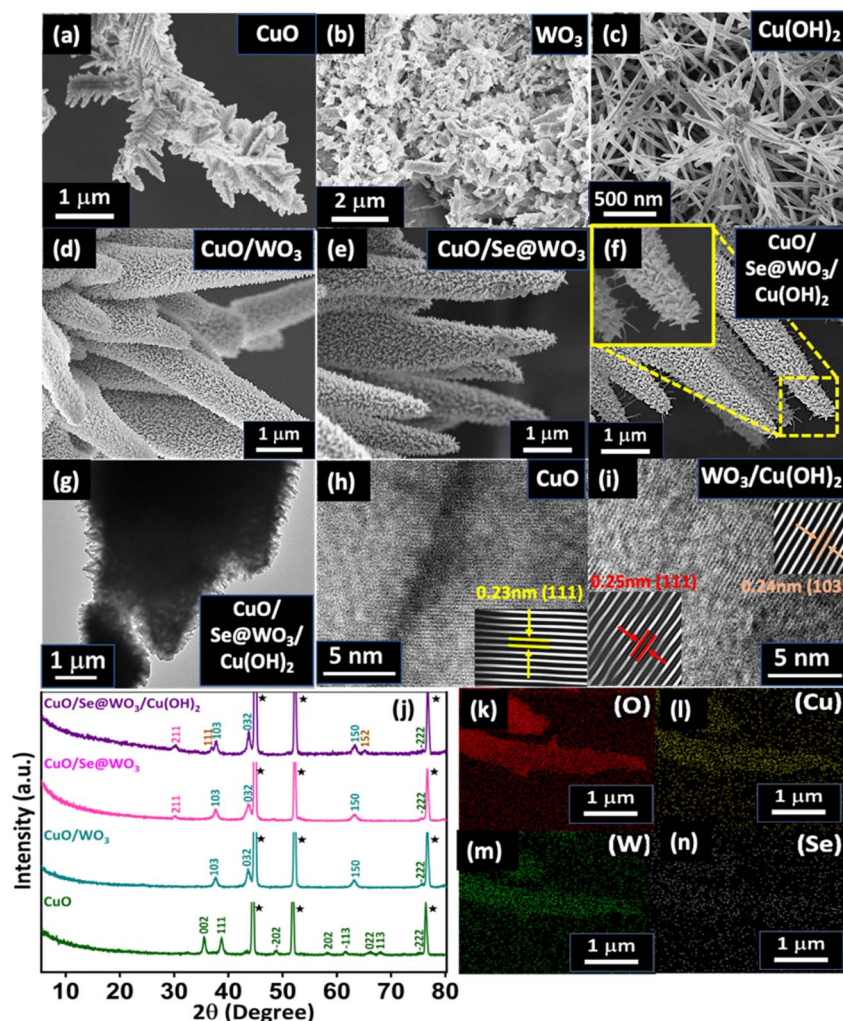 (a)
CuO
1 μm
(b)
WO₃
2 μm
(c)
Cu(OH)₂
500 nm
(d)
CuO/WO₃
1 μm
(e)
CuO/Se@WO₃
1 μm
(f)
CuO/
Se@WO₃/
Cu(OH)₂
1 μm
(g)
CuO/
Se@WO₃/
Cu(OH)₂
1 μm
(h)
CuO
0.23nm (111)
5 nm
(i)
WO₃/Cu(OH)₂
0.25nm (111)
0.24nm (103
5 nm
(j)
CuO/Se@WO₃/Cu(OH)₂
211
111
103
032
★
★
150
152
-222
★
CuO/Se@WO₃
211
103
032
★
★
150
-222
★
CuO/WO₃
103
032
★
★
150
-222
★
CuO
002
111
★
-202
★
202
-113
022
113
-222
★
Intensity (a.u.)
10 20 30 40 50 60 70 80
2θ (Degree)
(k)
(O)
1 μm
(l)
(Cu)
1 μm
(m)
(W)
1 μm
(n)
(Se)
1 μm